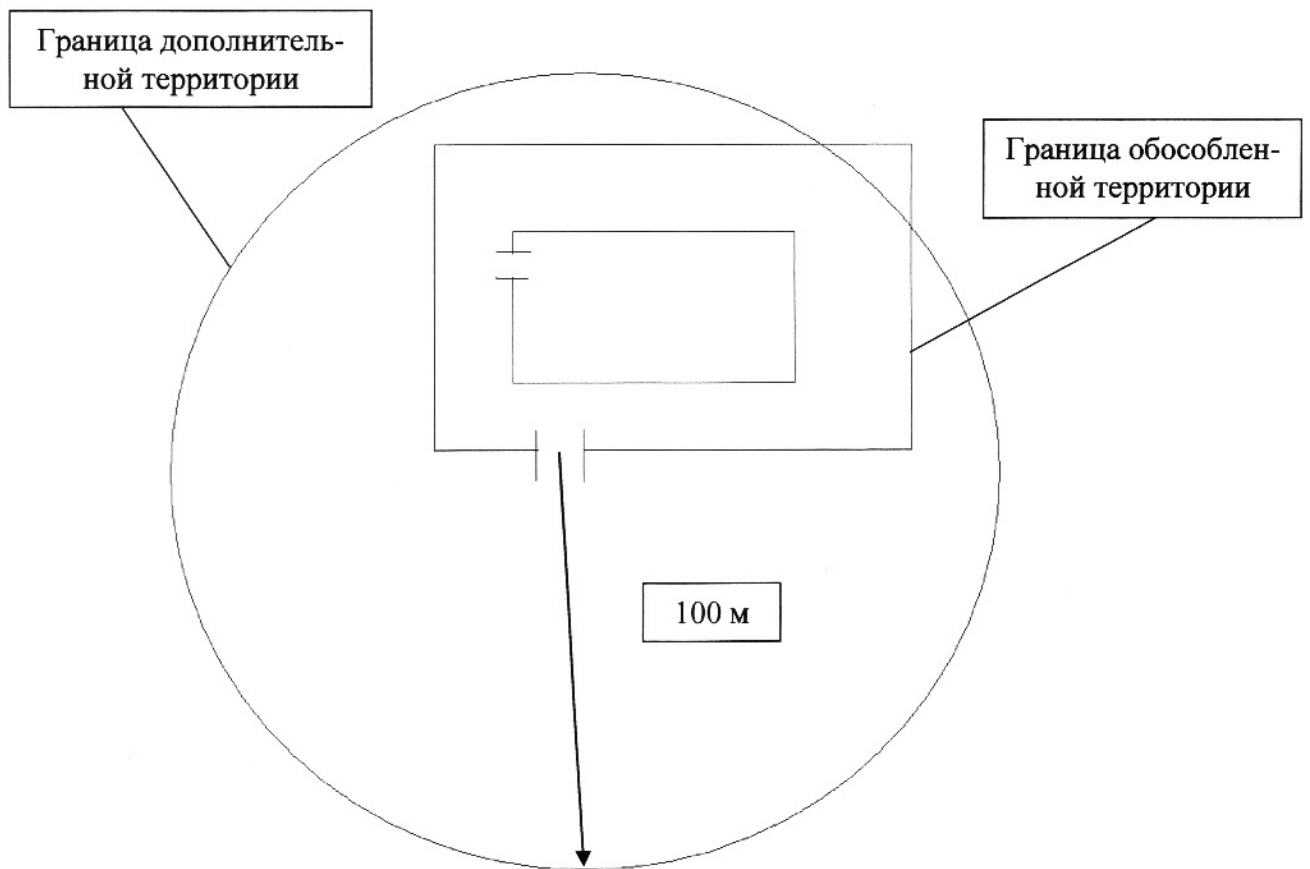 Граница дополнитель-
ной территории
Граница обособлен-
ной территории
100 м